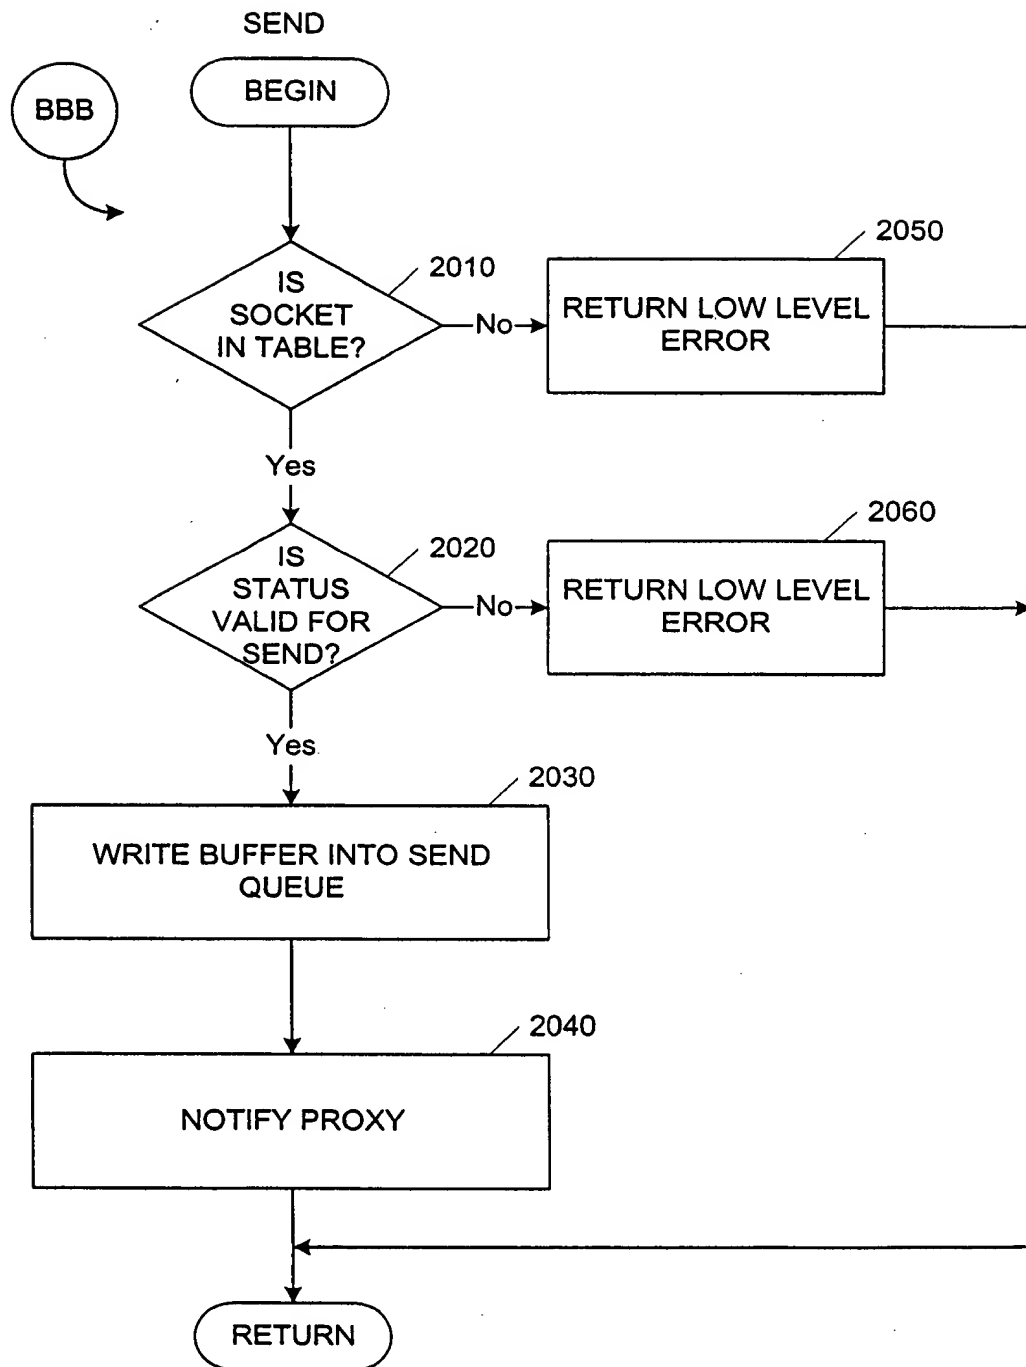 SEND
BEGIN
BBB
2010
IS
SOCKET
IN TABLE?
No
2050
RETURN LOW LEVEL
ERROR
Yes
2020
IS
STATUS
VALID FOR
SEND?
No
2060
RETURN LOW LEVEL
ERROR
Yes
2030
WRITE BUFFER INTO SEND
QUEUE
2040
NOTIFY PROXY
RETURN